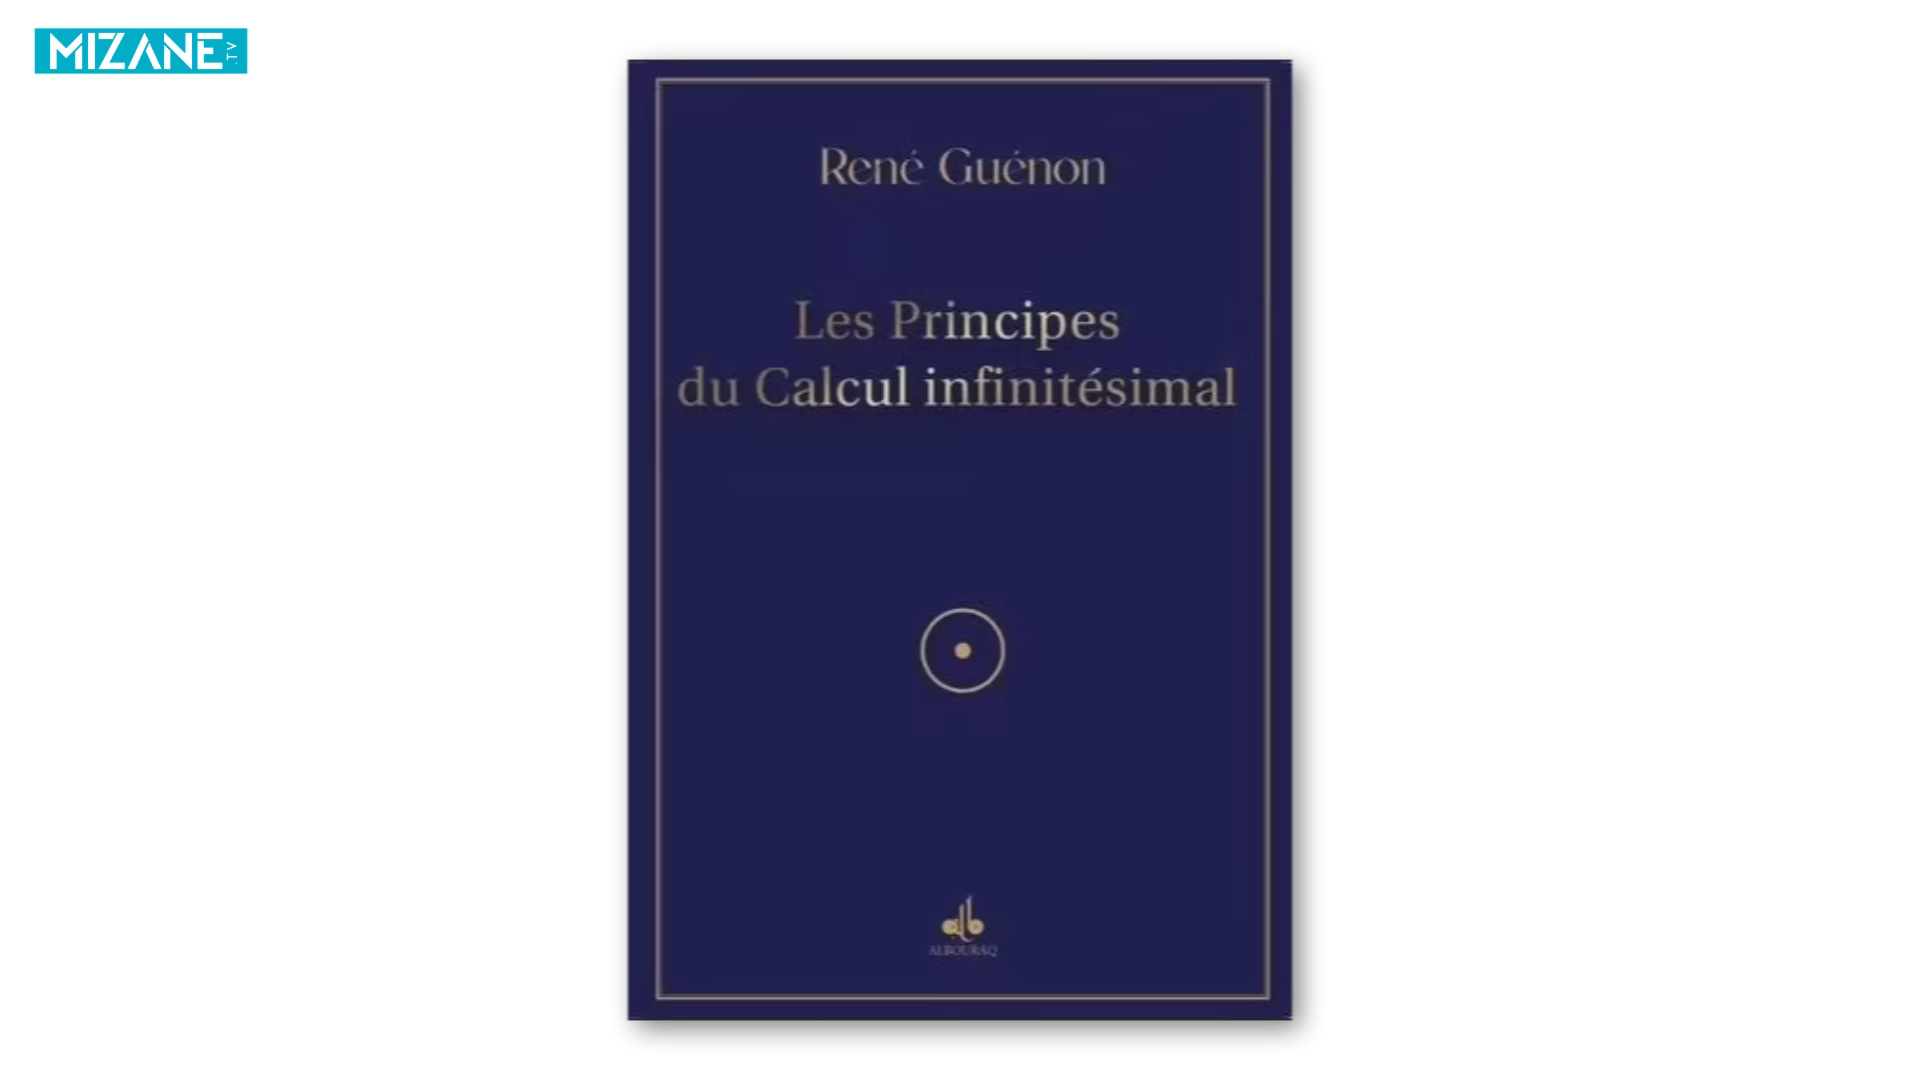 MIZANE.TV
René Guénon
Les Principes
du Calcul infinitésimal
ALBOURAQ